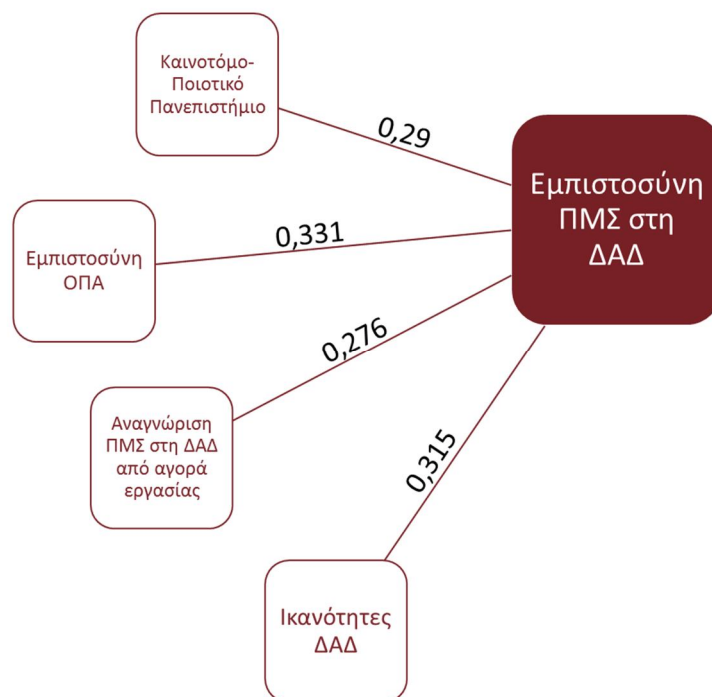 Καινοτόμο-
Ποιοτικό
Πανεπιστήμιο
0,29
Εμπιστοσύνη
ΠΜΣ στη
ΔΑΔ
Εμπιστοσύνη
ΟΠΑ
0,331
Αναγνώριση
ΠΜΣ στη ΔΑΔ
από αγορά
εργασίας
0,276
Ικανότητες
ΔΑΔ
0,315